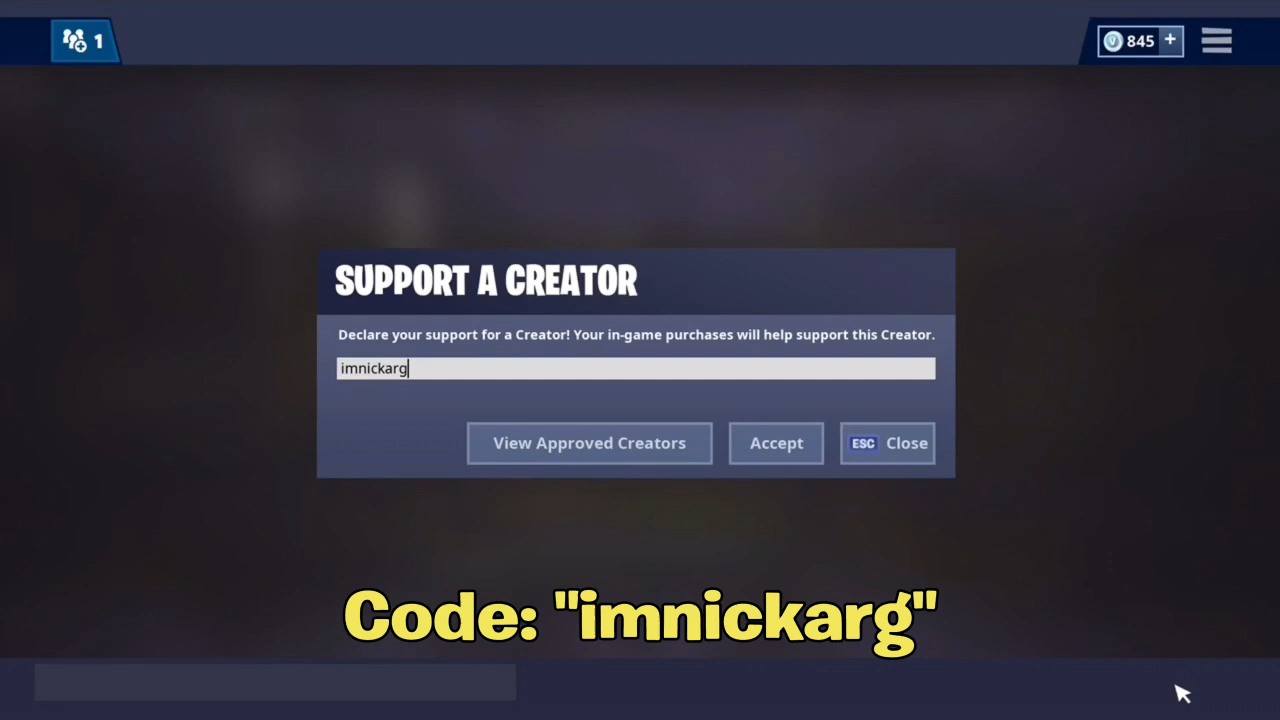 1
845 +
SUPPORT A CREATOR
Declare your support for a Creator! Your in-game purchases will help support this Creator.
imnickarg
View Approved Creators
Accept
ESC Close
Code: "imnickarg"